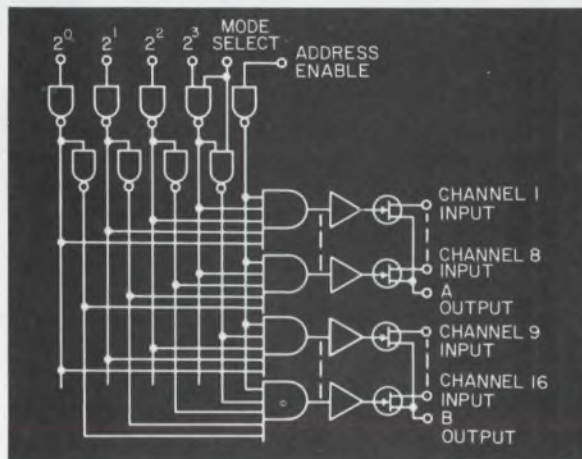 2⁰ 2¹ 2² 2³ MODE
SELECT
ADDRESS
ENABLE
CHANNEL 1
INPUT
CHANNEL 8
INPUT
A
OUTPUT
CHANNEL 9
INPUT
CHANNEL 16
INPUT
B
OUTPUT